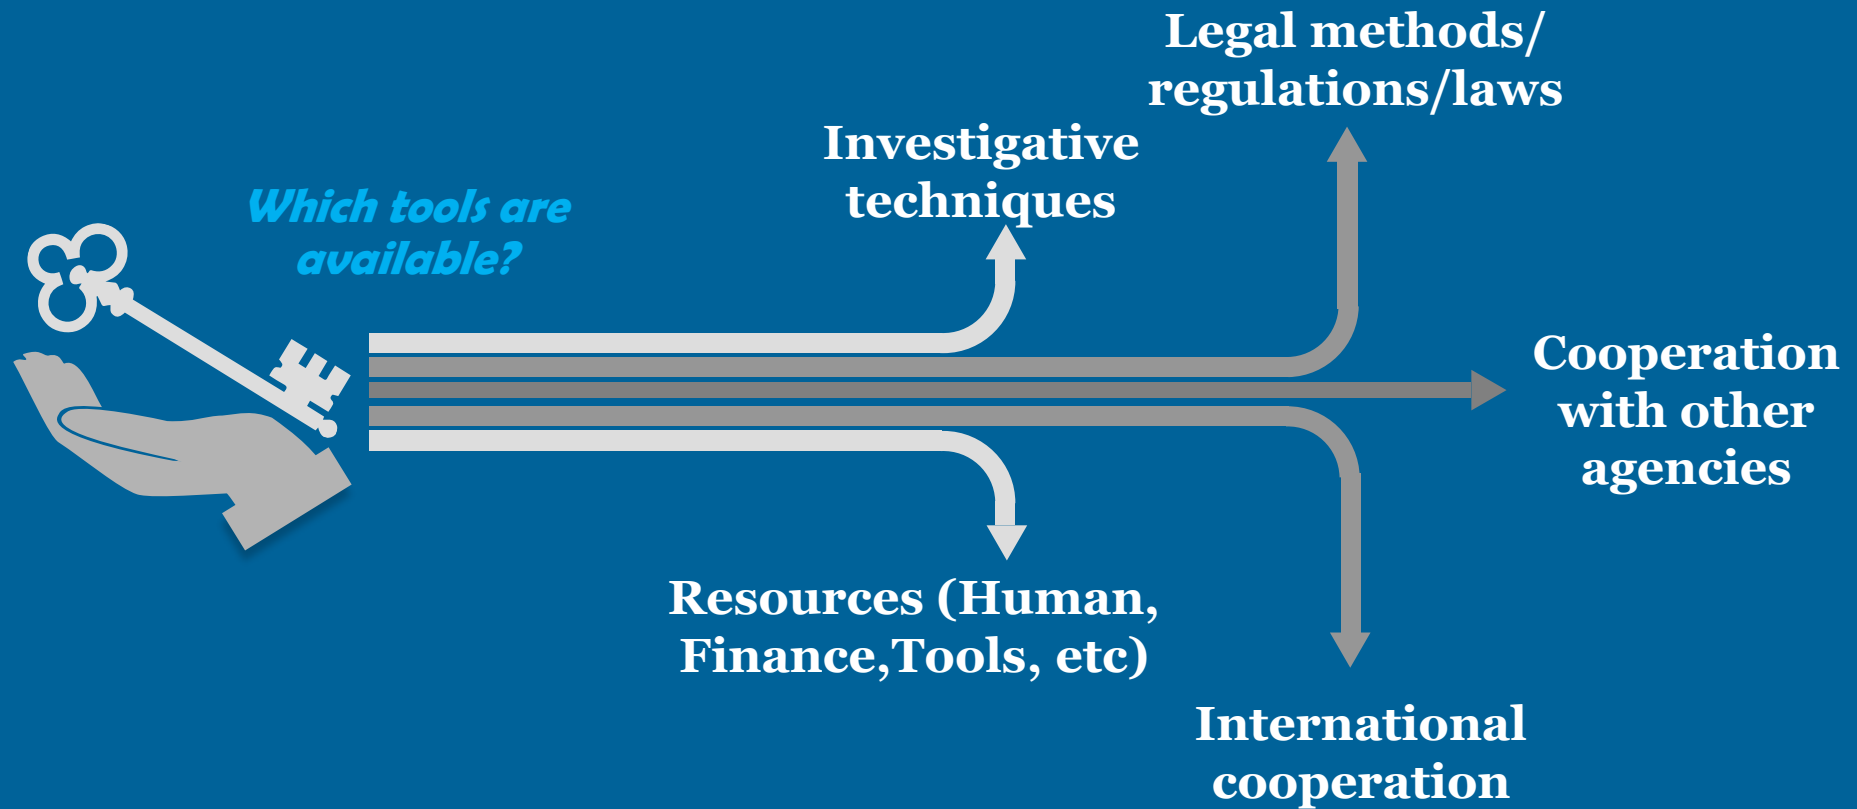 Legal methods/
regulations/laws
Investigative
techniques
Which tools are
available?
Cooperation
with other
agencies
Resources (Human,
Finance,Tools, etc)
International
cooperation